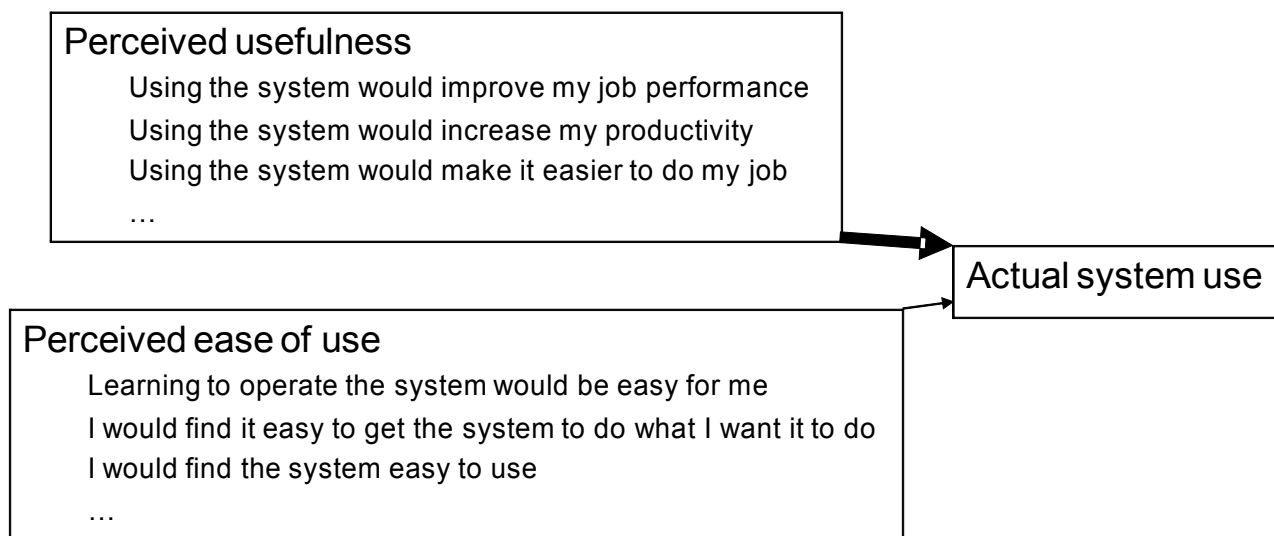 Perceived usefulness
Using the system would improve my job performance
Using the system would increase my productivity
Using the system would make it easier to do my job
…
Actual system use
Perceived ease of use
Learning to operate the system would be easy for me
I would find it easy to get the system to do what I want it to do
I would find the system easy to use
…